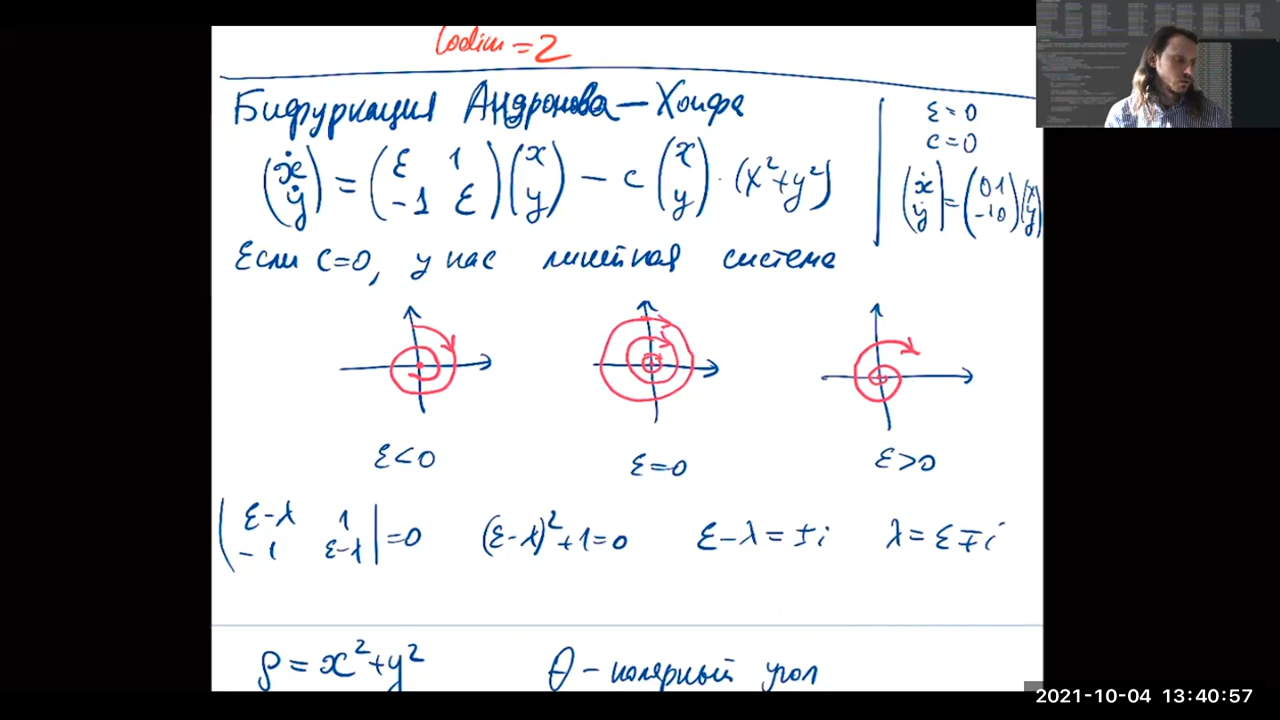 Codim = 2
Бифуркация Андронова – Хопфа
(ẋ ẏ) = (ε 1 -1 ε)(x y) - c (x y) · (x²+y²)
ε = 0
c = 0
(ẋ ẏ) = (0 1 -1 0)(x y)
Если c=0, у нас линейная система
ε<0
ε=0
ε>0
|ε-λ 1 -1 ε-λ| = 0 (ε-λ)²+1=0 ε-λ=±i λ=ε∓i
ρ = x²+y² θ – полярный угол
2021-10-04 13:40:57